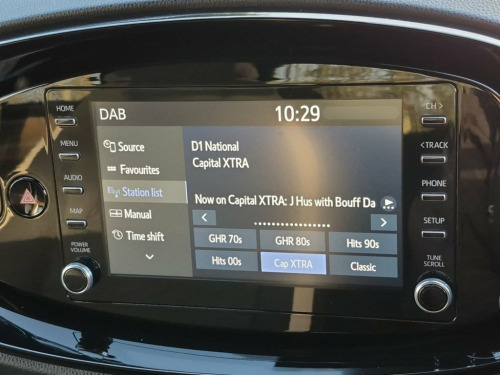 DAB
10:29
HOME
MENU
AUDIO
MAP
POWER
VOLUME
Source
Favourites
Station list
Manual
Time shift
D1 National
Capital XTRA
Now on Capital XTRA: J Hus with Bouff Da
<
>
GHR 70s
GHR 80s
Hits 90s
Hits 00s
Cap XTRA
Classic
CH >
< TRACK
PHONE
SETUP
TUNE
SCROLL